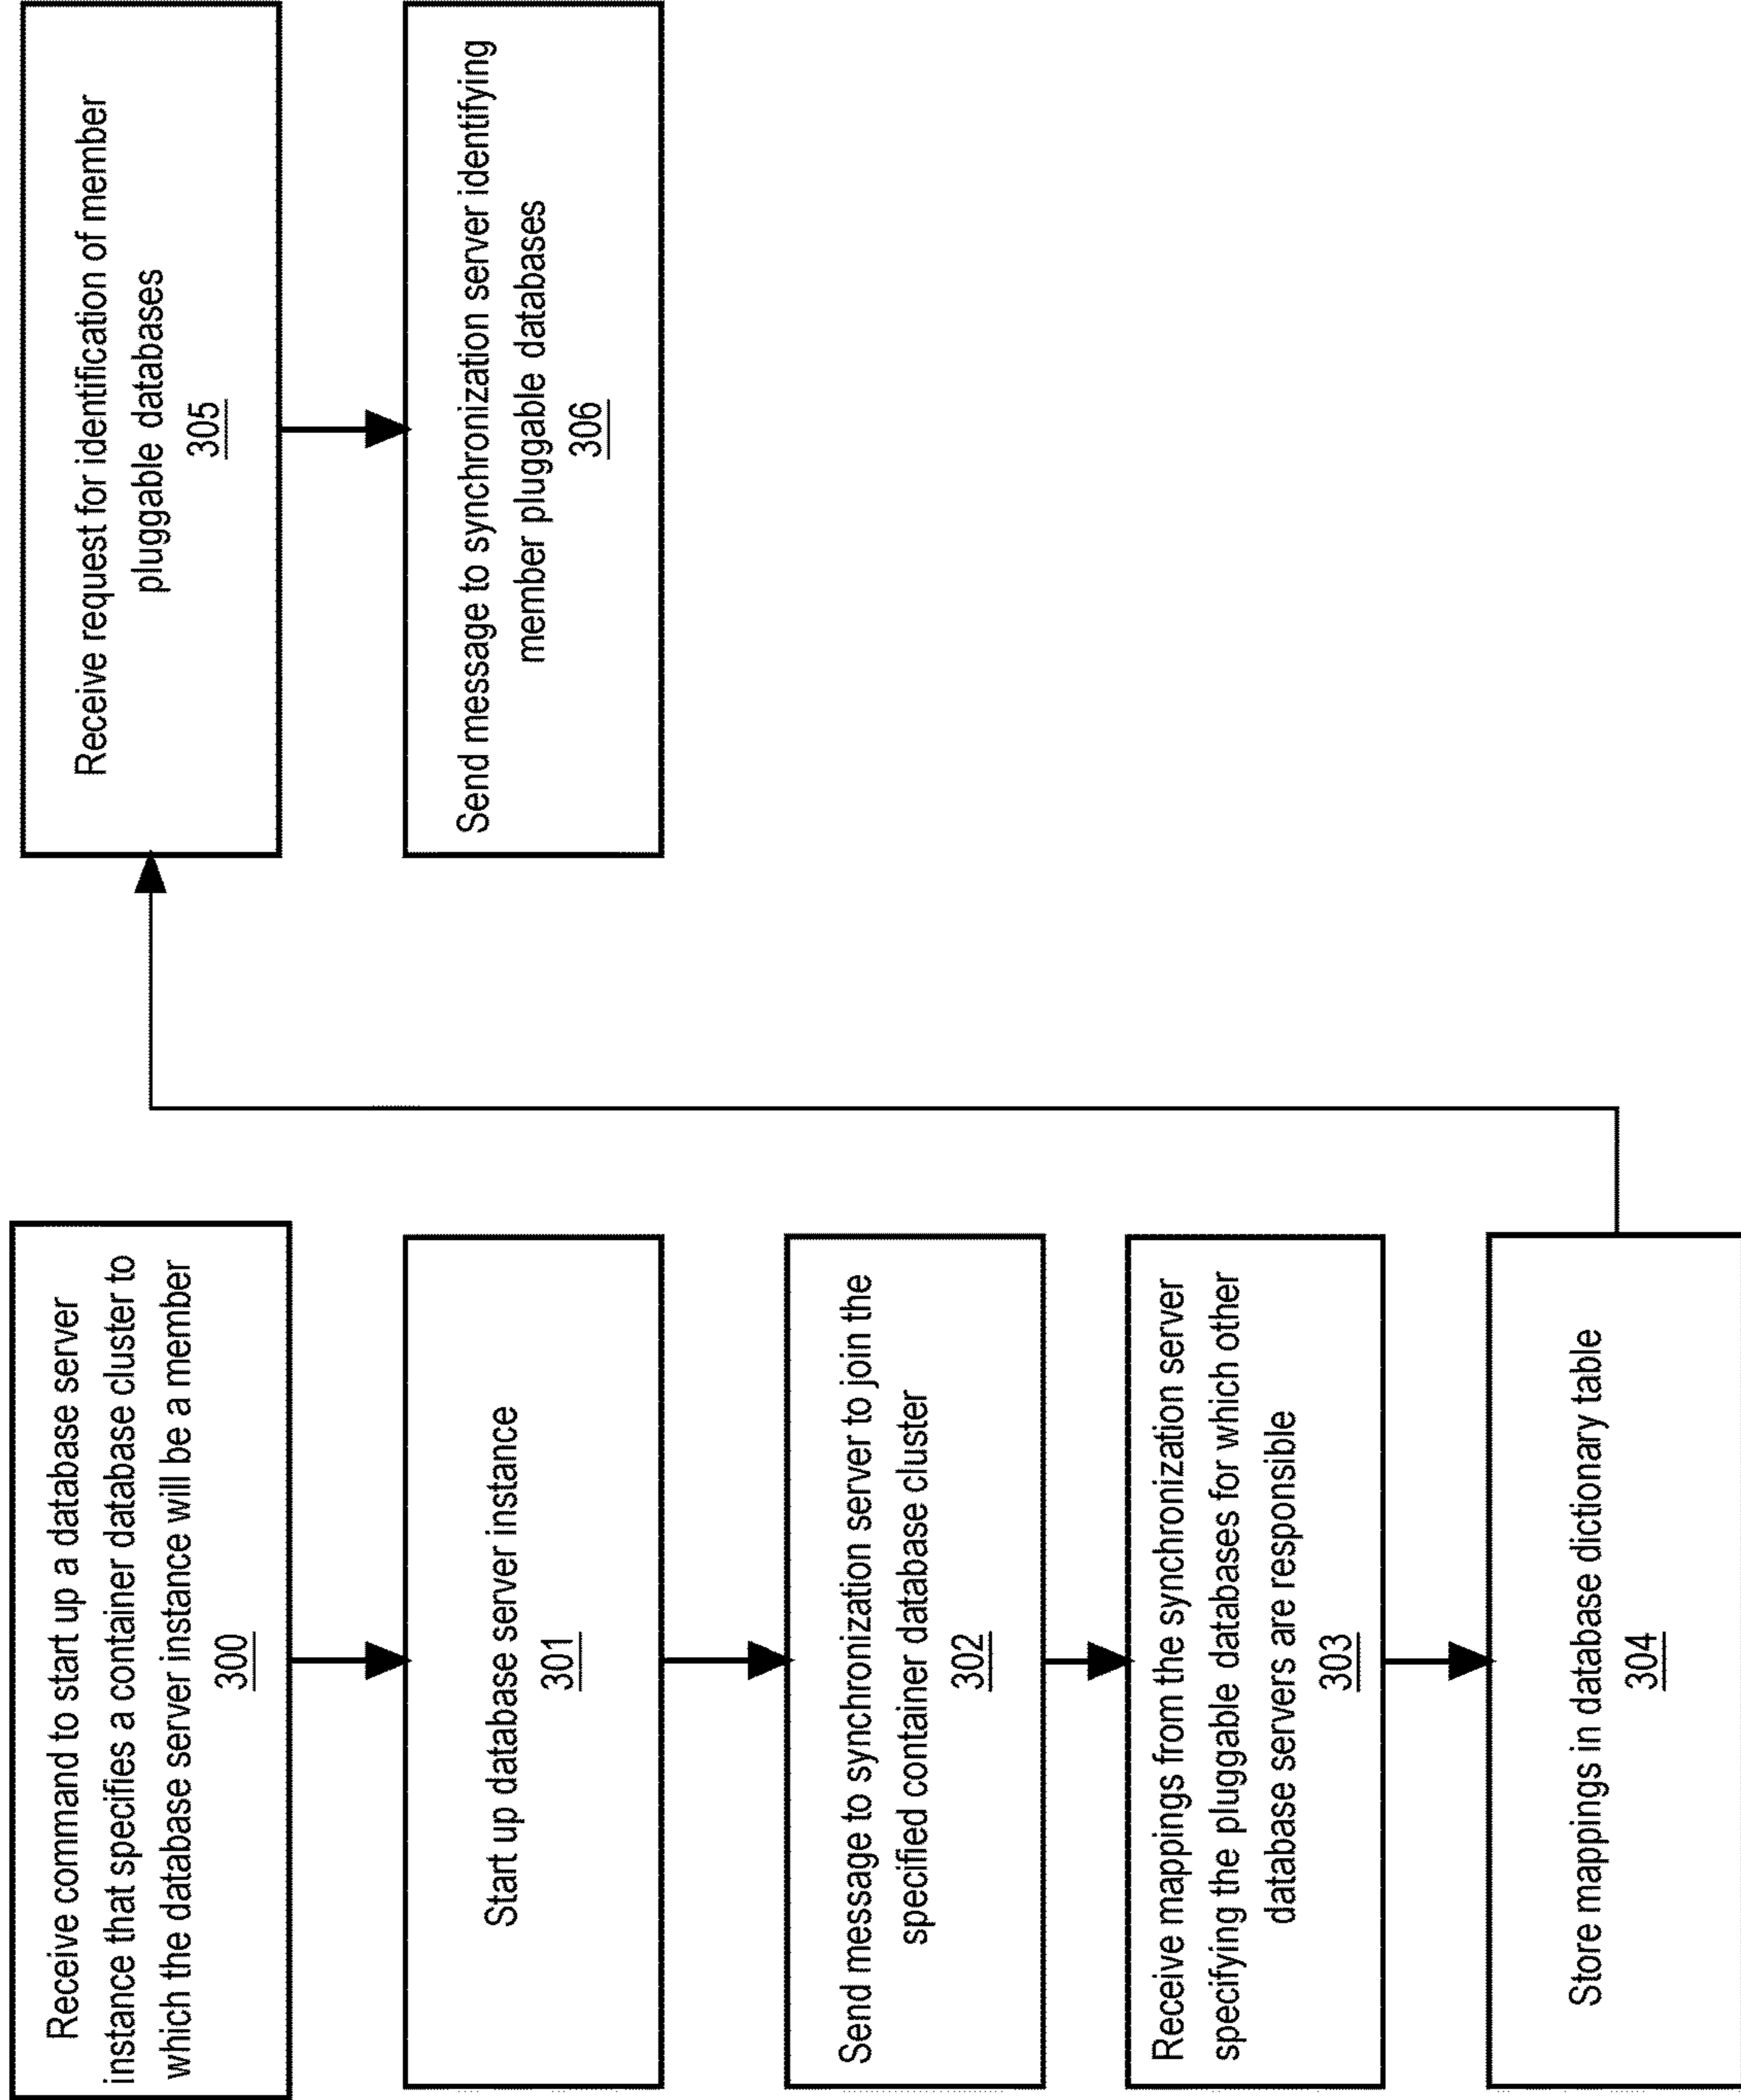 Receive command to start up a database server
instance that specifies a container database cluster to
which the database server instance will be a member
300
Start up database server instance
301
Send message to synchronization server to join the
specified container database cluster
302
Receive mappings from the synchronization server
specifying the pluggable databases for which other
database servers are responsible
303
Store mappings in database dictionary table
304
Receive request for identification of member
pluggable databases
305
Send message to synchronization server identifying
member pluggable databases
306